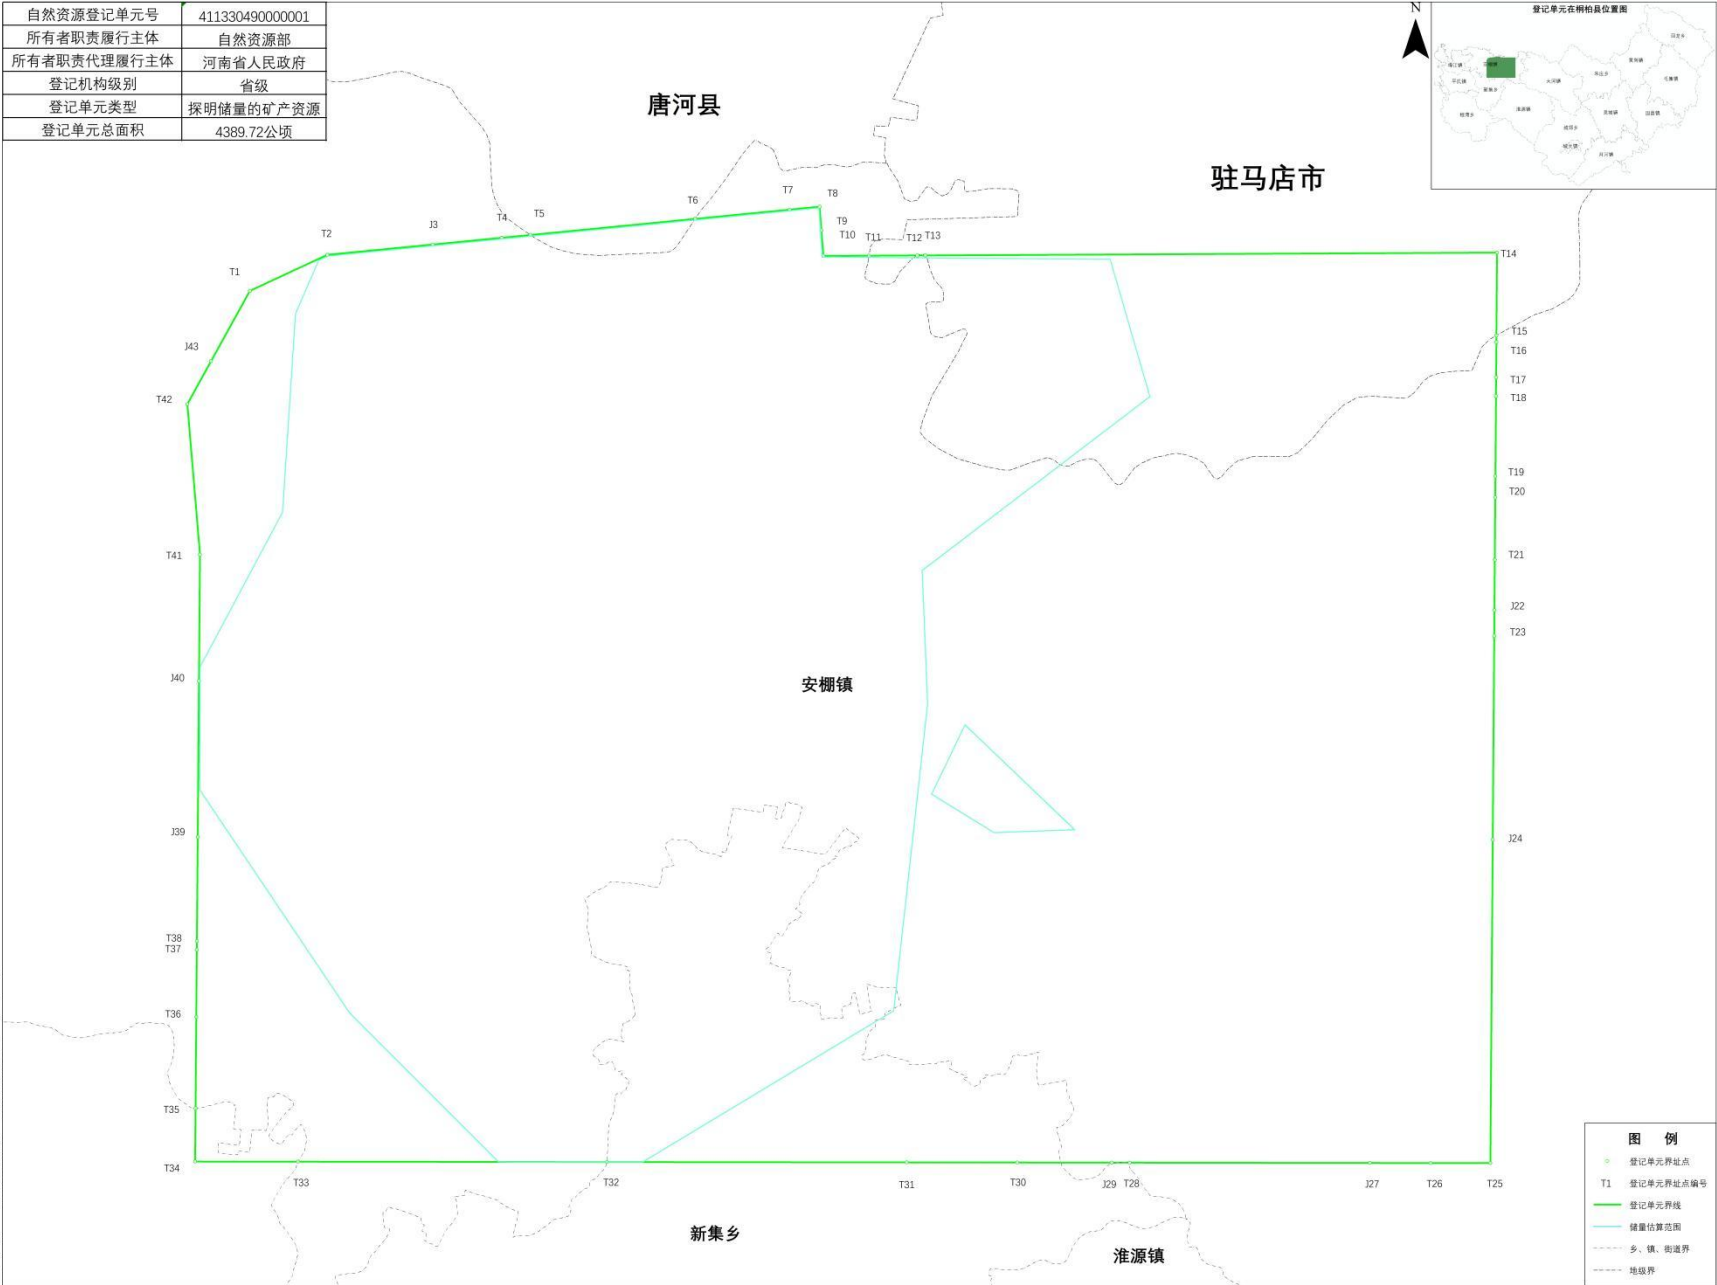 自然资源登记单元号 411330490000001
所有者职责履行主体 自然资源部
所有者职责代理履行主体 河南省人民政府
登记机构级别 省级
登记单元类型 探明储量的矿产资源
登记单元总面积 4389.72公顷
N
登记单元在桐柏县位置图
唐河县
驻马店市
安棚镇
新集乡
淮源镇
T1
T2
J3
T4
T5
T6
T7
T8
T9
T10
T11
T12
T13
T14
T15
T16
T17
T18
T19
T20
T21
J22
T23
J24
T25
T26
J27
T28
J29
T30
T31
T32
T33
T34
T35
T36
T37
T38
J39
J40
T41
T42
J43
图 例
登记单元界址点
T1 登记单元界址点编号
登记单元界线
储量估算范围
乡、镇、街道界
地级界